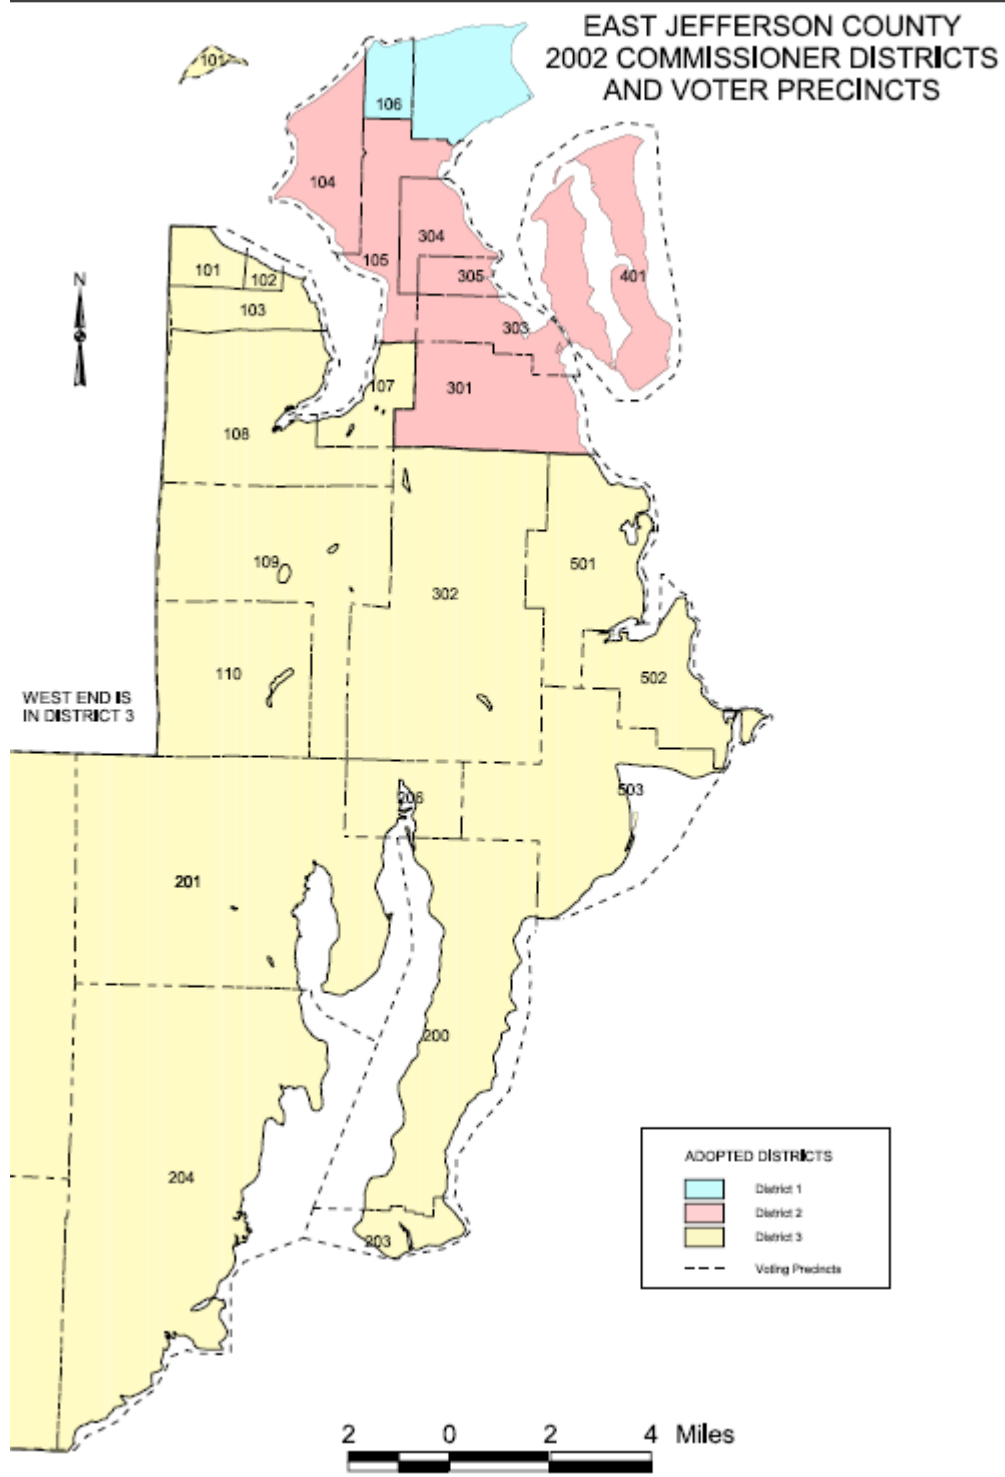 EAST JEFFERSON COUNTY
2002 COMMISSIONER DISTRICTS
AND VOTER PRECINCTS
101
106
104
304
105
305
401
101
102
103
N
303
107
301
108
109
501
302
110
502
WEST END IS
IN DISTRICT 3
503
206
201
200
204
203
ADOPTED DISTRICTS
District 1
District 2
District 3
Voting Precincts
2 0 2 4 Miles